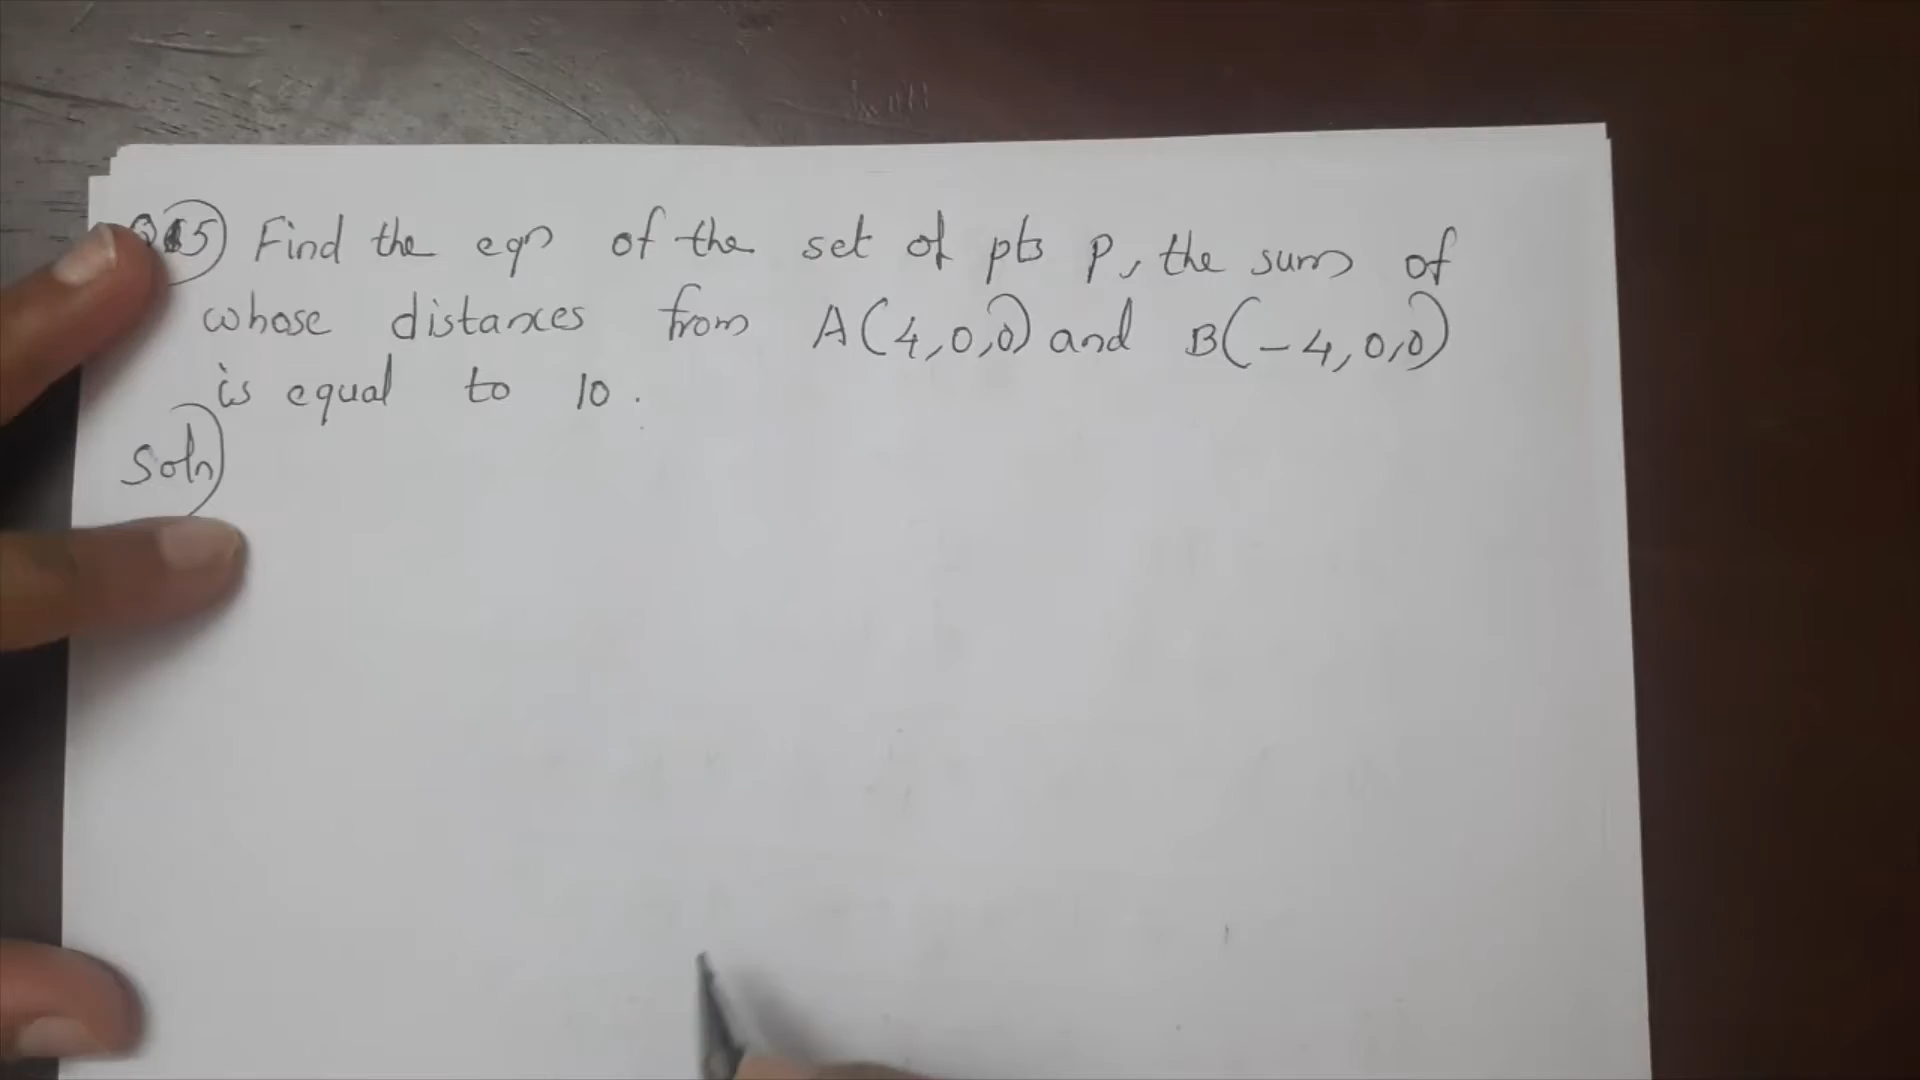 Q5) Find the eqn of the set of pts P, the sum of
whose distances from A(4,0,0) and B(-4,0,0)
is equal to 10.
Soln)